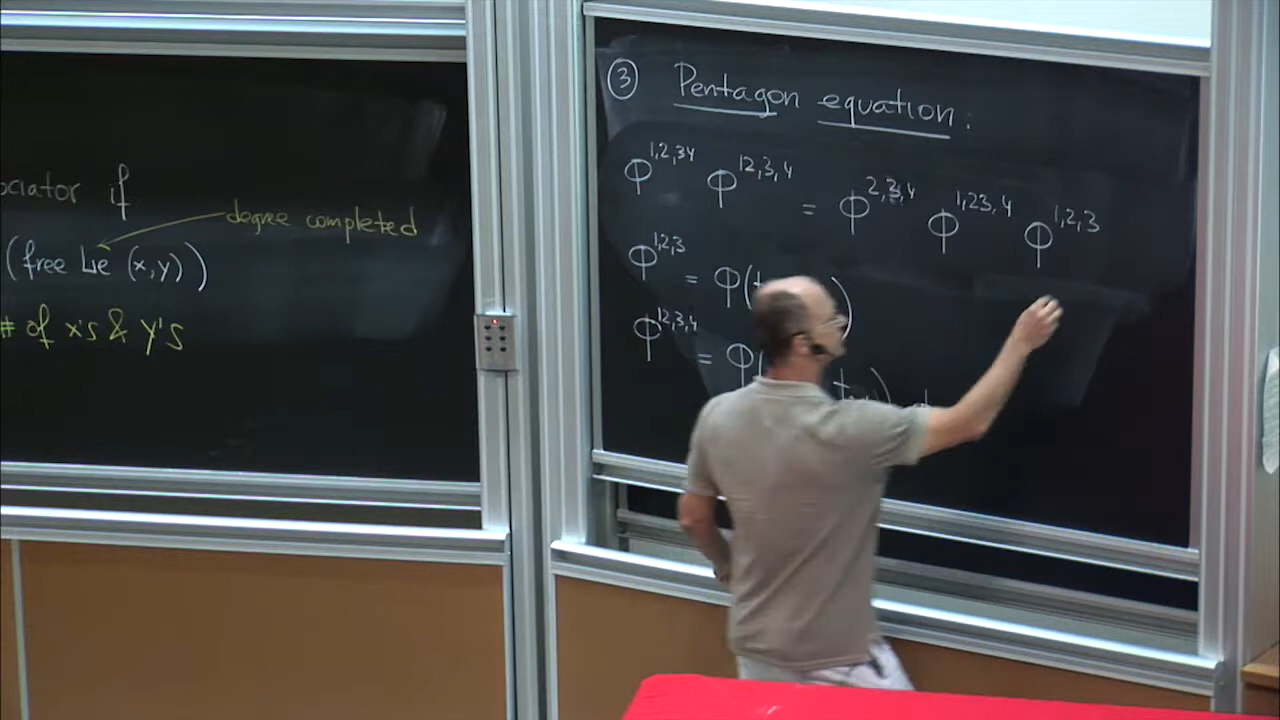 if
degree completed
(free Lie (x,y))
# of x's & y's
③ Pentagon equation:
Φ^{1,2,34} Φ^{12,3,4} = Φ^{2,3,4} Φ^{1,23,4} Φ^{1,2,3}
Φ^{1,2,3} = Φ(t )
Φ^{12,3,4} = Φ( t )